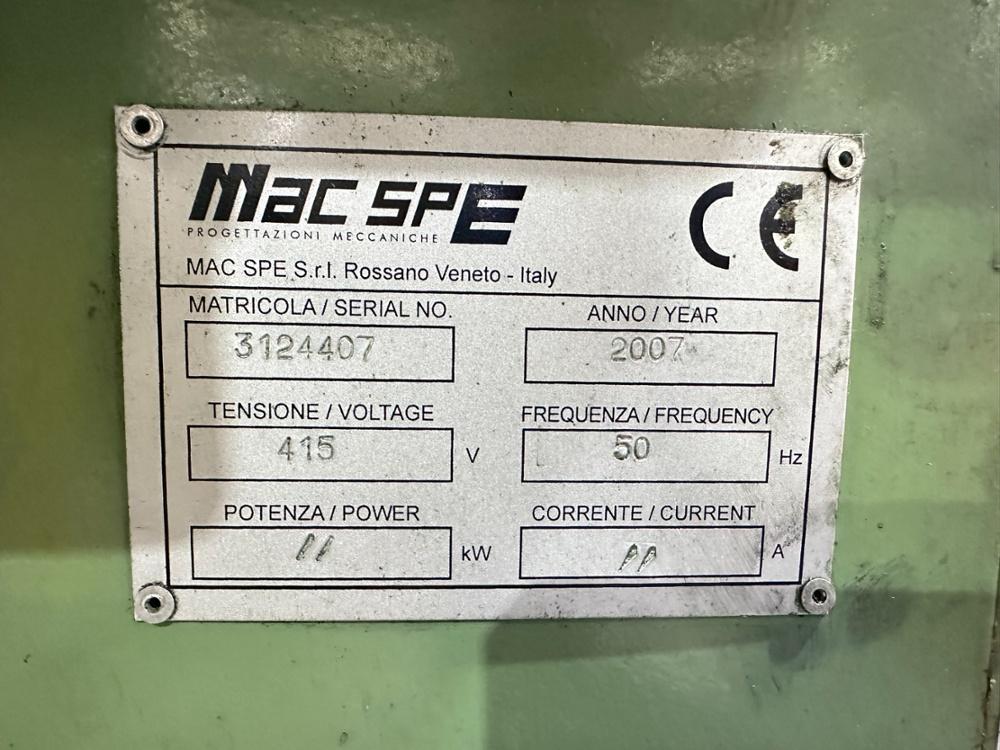 Mac SPE
PROGETTAZIONI MECCANICHE
CE
MAC SPE S.r.l. Rossano Veneto - Italy
MATRICOLA / SERIAL NO.
3124407
ANNO / YEAR
2007
TENSIONE / VOLTAGE
415 V
FREQUENZA / FREQUENCY
50 Hz
POTENZA / POWER
// kW
CORRENTE / CURRENT
// A